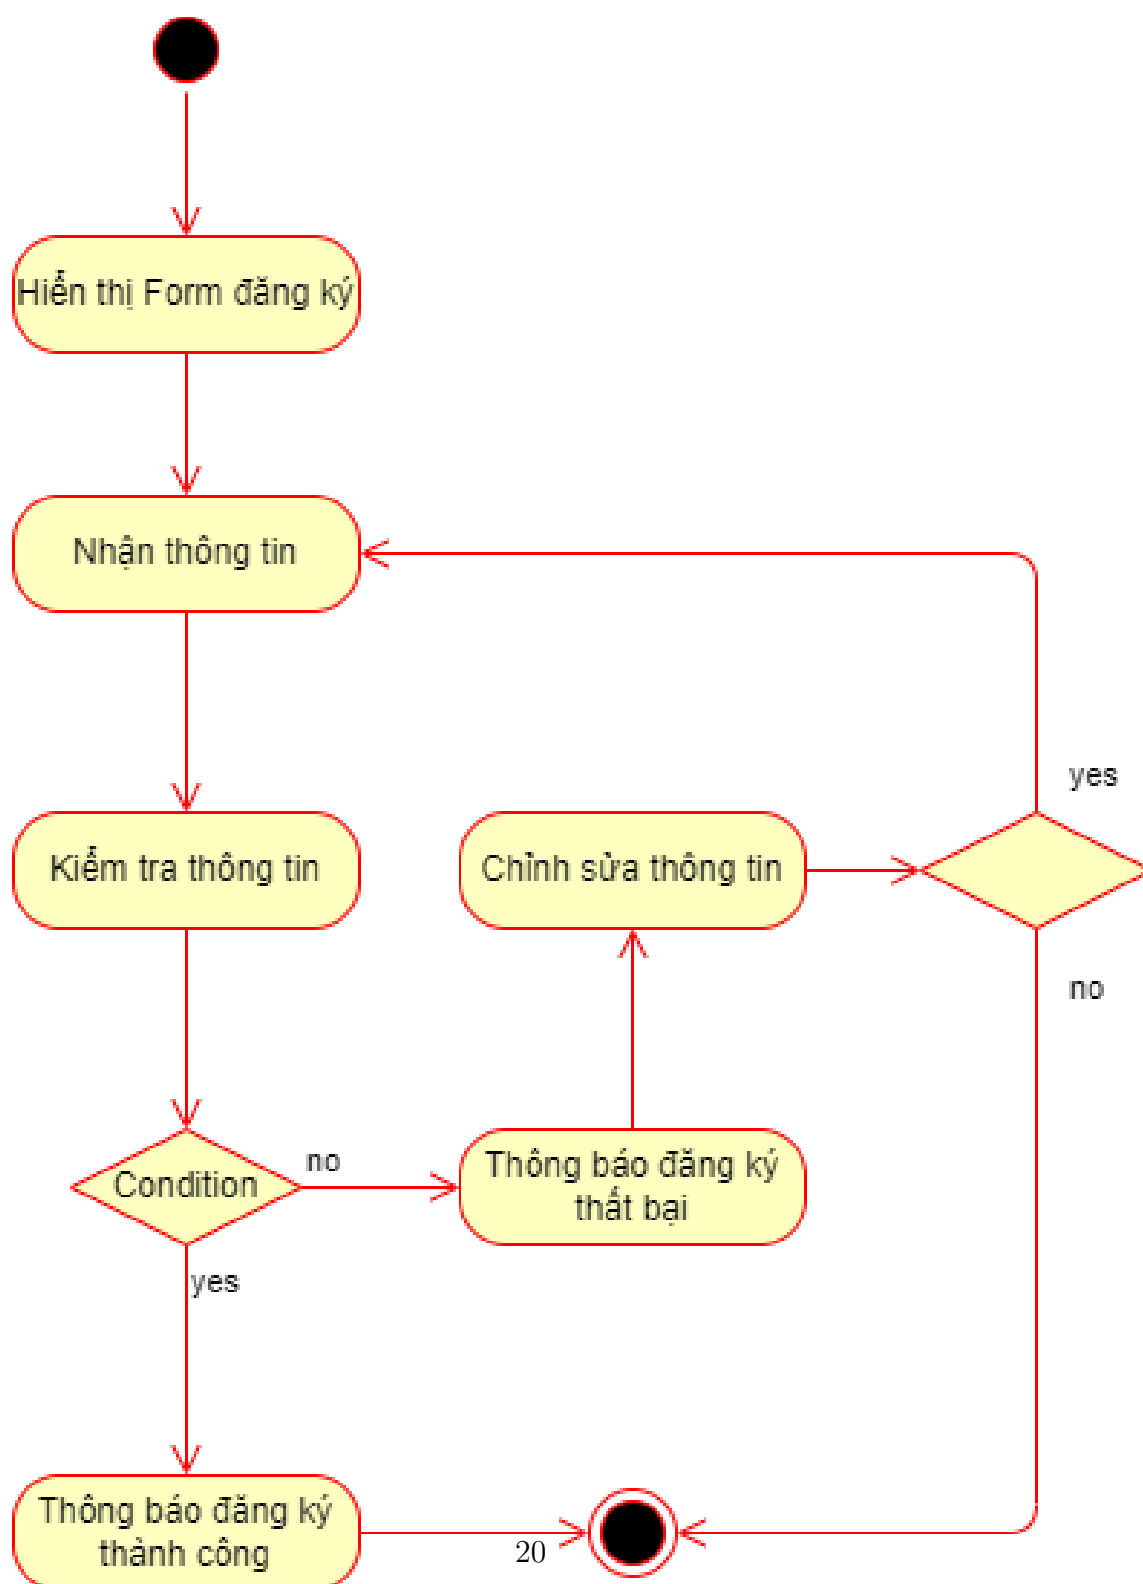 Hiển thị Form đăng ký
Nhận thông tin
yes
Kiểm tra thông tin
Chỉnh sửa thông tin
no
Condition
no
Thông báo đăng ký
thất bại
yes
Thông báo đăng ký
thành công
20